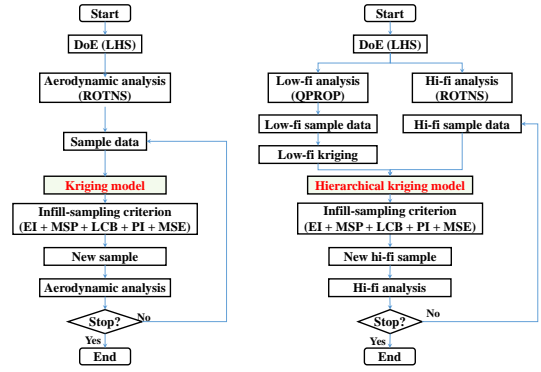 Start
DoE (LHS)
Aerodynamic analysis
(ROTNS)
Sample data
Kriging model
Infill-sampling criterion
(EI + MSP + LCB + PI + MSE)
New sample
Aerodynamic analysis
Stop?
No
Yes
End
Start
DoE (LHS)
Low-fi analysis
(QPROP)
Hi-fi analysis
(ROTNS)
Low-fi sample data
Hi-fi sample data
Low-fi kriging
Hierarchical kriging model
Infill-sampling criterion
(EI + MSP + LCB + PI + MSE)
New hi-fi sample
Hi-fi analysis
Stop?
No
Yes
End